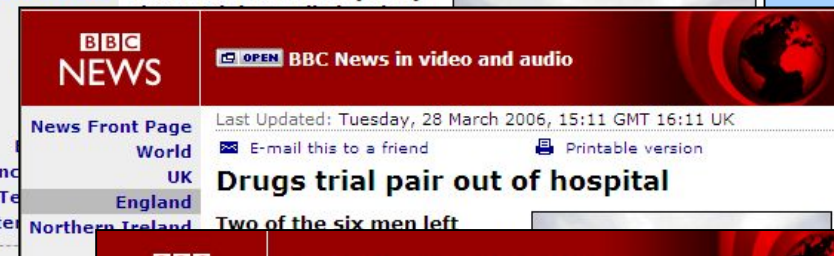 BBC
NEWS
OPEN BBC News in video and audio
Last Updated: Tuesday, 28 March 2006, 15:11 GMT 16:11 UK
E-mail this to a friend
Printable version
News Front Page
World
UK
England
Northern Ireland
Drugs trial pair out of hospital
Two of the six men left